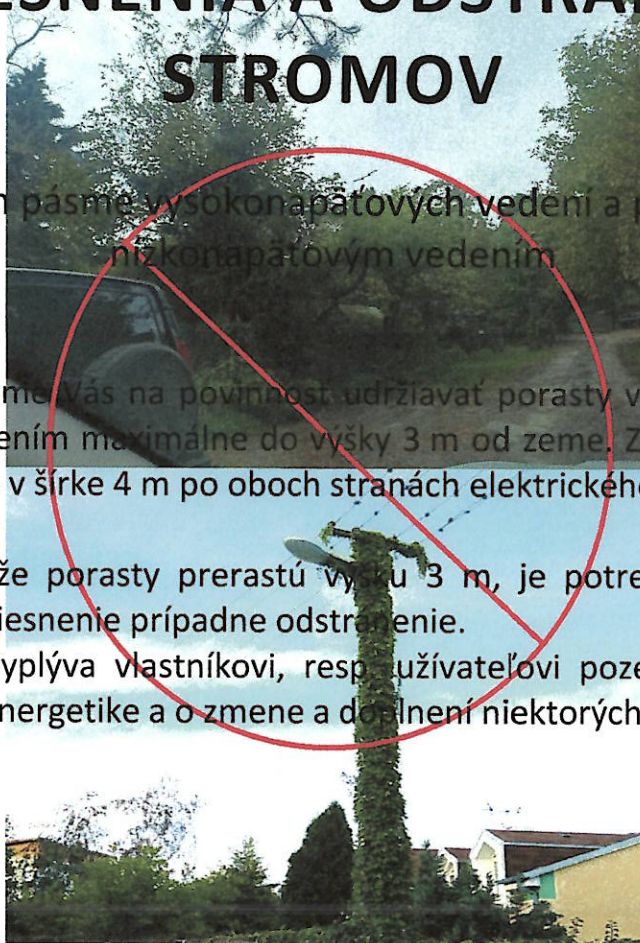 ESNENIA A ODSTRA
STROMOV
pásme vysokonapäťových vedení a
nízkonapäťovým vedením
me Vás na povinnosť udržiavať porasty v
ením maximálne do výšky 3 m od zeme. Z
v šírke 4 m po oboch stranách elektrického
že porasty prerastú výšku 3 m, je potre
iesnenie prípadne odstránenie.
yplýva vlastníkovi, resp. užívateľovi poze
nergetike a o zmene a doplnení niektorých